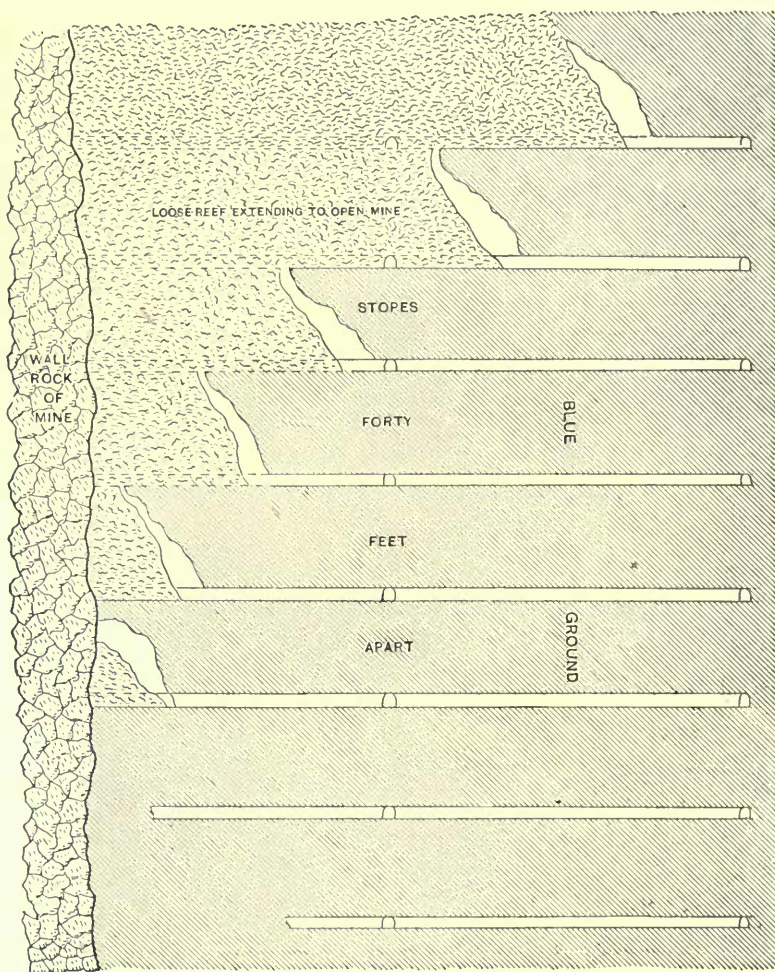 LOOSE REEF EXTENDING TO OPEN MINE
STOPES
WALL
ROCK
OF
MINE
FORTY
BLUE
FEET
APART
GROUND